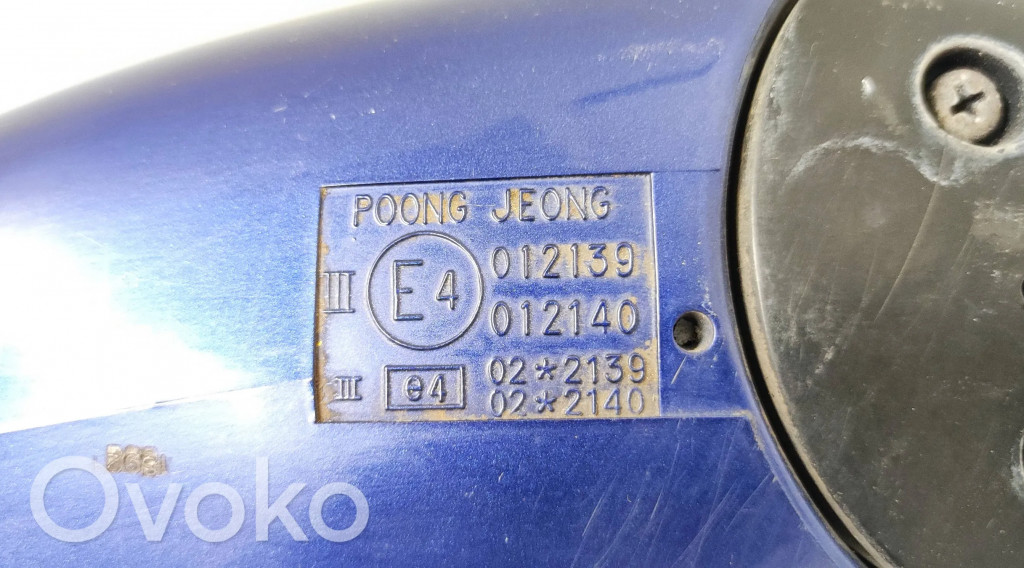 POONG JEONG
III E4 012139
012140
III e4 02*2139
02*2140
Ovoko